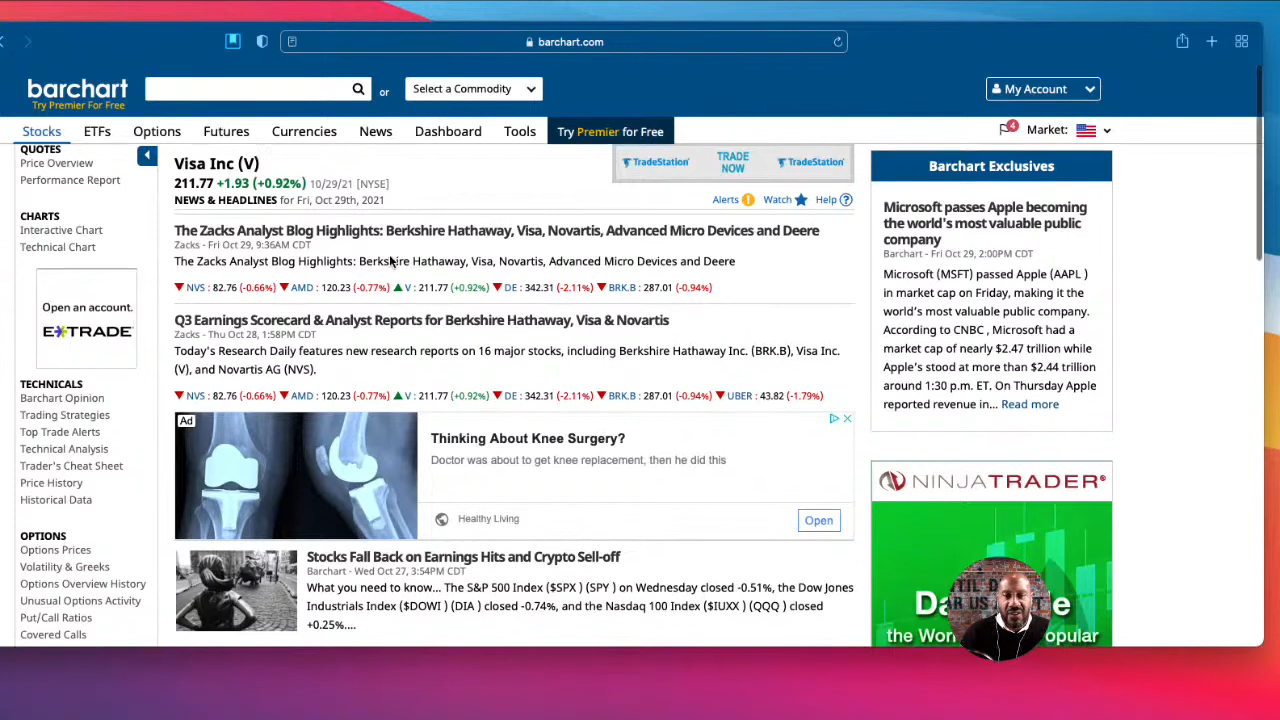 barchart.com
barchart
Try Premier For Free
or
Select a Commodity
My Account
Stocks
ETFs
Options
Futures
Currencies
News
Dashboard
Tools
Try Premier for Free
4
Market:
QUOTES
Price Overview
Performance Report
CHARTS
Interactive Chart
Technical Chart
Open an account.
E*TRADE
TECHNICALS
Barchart Opinion
Trading Strategies
Top Trade Alerts
Technical Analysis
Trader's Cheat Sheet
Price History
Historical Data
OPTIONS
Options Prices
Volatility & Greeks
Options Overview History
Unusual Options Activity
Put/Call Ratios
Covered Calls
Visa Inc (V)
211.77 +1.93 (+0.92%) 10/29/21 [NYSE]
NEWS & HEADLINES for Fri, Oct 29th, 2021
TradeStation
TRADE
NOW
TradeStation
Alerts
Watch
Help
The Zacks Analyst Blog Highlights: Berkshire Hathaway, Visa, Novartis, Advanced Micro Devices and Deere
Zacks - Fri Oct 29, 9:36AM CDT
The Zacks Analyst Blog Highlights: Berkshire Hathaway, Visa, Novartis, Advanced Micro Devices and Deere
NVS : 82.76 (-0.66%) AMD : 120.23 (-0.77%) V : 211.77 (+0.92%) DE : 342.31 (-2.11%) BRK.B : 287.01 (-0.94%)
Q3 Earnings Scorecard & Analyst Reports for Berkshire Hathaway, Visa & Novartis
Zacks - Thu Oct 28, 1:58PM CDT
Today's Research Daily features new research reports on 16 major stocks, including Berkshire Hathaway Inc. (BRK.B), Visa Inc.
(V), and Novartis AG (NVS).
NVS : 82.76 (-0.66%) AMD : 120.23 (-0.77%) V : 211.77 (+0.92%) DE : 342.31 (-2.11%) BRK.B : 287.01 (-0.94%) UBER : 43.82 (-1.79%)
Ad
Thinking About Knee Surgery?
Doctor was about to get knee replacement, then he did this
Healthy Living
Open
Stocks Fall Back on Earnings Hits and Crypto Sell-off
Barchart - Wed Oct 27, 3:54PM CDT
What you need to know... The S&P 500 Index ($SPX ) (SPY ) on Wednesday closed -0.51%, the Dow Jones
Industrials Index ($DOWI ) (DIA ) closed -0.74%, and the Nasdaq 100 Index ($IUXX ) (QQQ ) closed
+0.25%....
Barchart Exclusives
Microsoft passes Apple becoming
the world's most valuable public
company
Barchart - Fri Oct 29, 2:00PM CDT
Microsoft (MSFT ) passed Apple (AAPL )
in market cap on Friday, making it the
world's most valuable public company.
According to CNBC , Microsoft had a
market cap of nearly $2.47 trillion while
Apple's stood at more than $2.44 trillion
around 1:30 p.m. ET. On Thursday Apple
reported revenue in... Read more
NINJATRADER®
the Wor opular